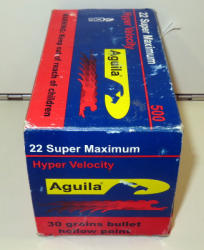 22 Super Maximum
Hyper Velocity
Aguila
500
WARNING: Keep out of reach of children
22 Super Maximum
Hyper Velocity
Aguila
30 grains bullet
hollow point